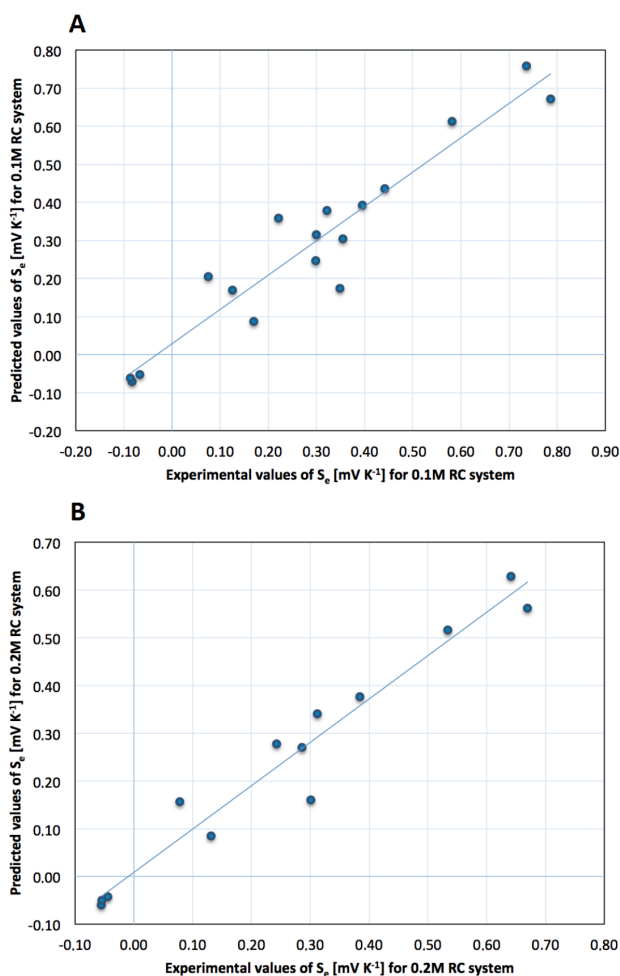 A
0.80
0.70
0.60
0.50
0.40
0.30
0.20
0.10
0.00
-0.10
-0.20
Predicted values of Se [mV K-1] for 0.1M RC system
-0.20 -0.10 0.00 0.10 0.20 0.30 0.40 0.50 0.60 0.70 0.80 0.90
Experimental values of Se [mV K-1] for 0.1M RC system
B
0.70
0.60
0.50
0.40
0.30
0.20
0.10
0.00
-0.10
Predicted values of Se [mV K-1] for 0.2M RC system
-0.10 0.00 0.10 0.20 0.30 0.40 0.50 0.60 0.70 0.80
Experimental values of Se [mV K-1] for 0.2M RC system